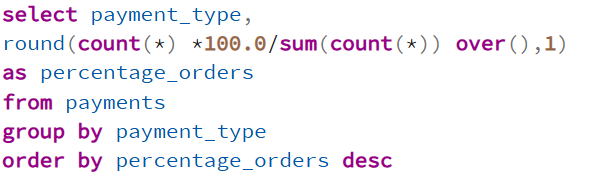 select payment_type,
round(count(*) *100.0/sum(count(*)) over(),1)
as percentage_orders
from payments
group by payment_type
order by percentage_orders desc